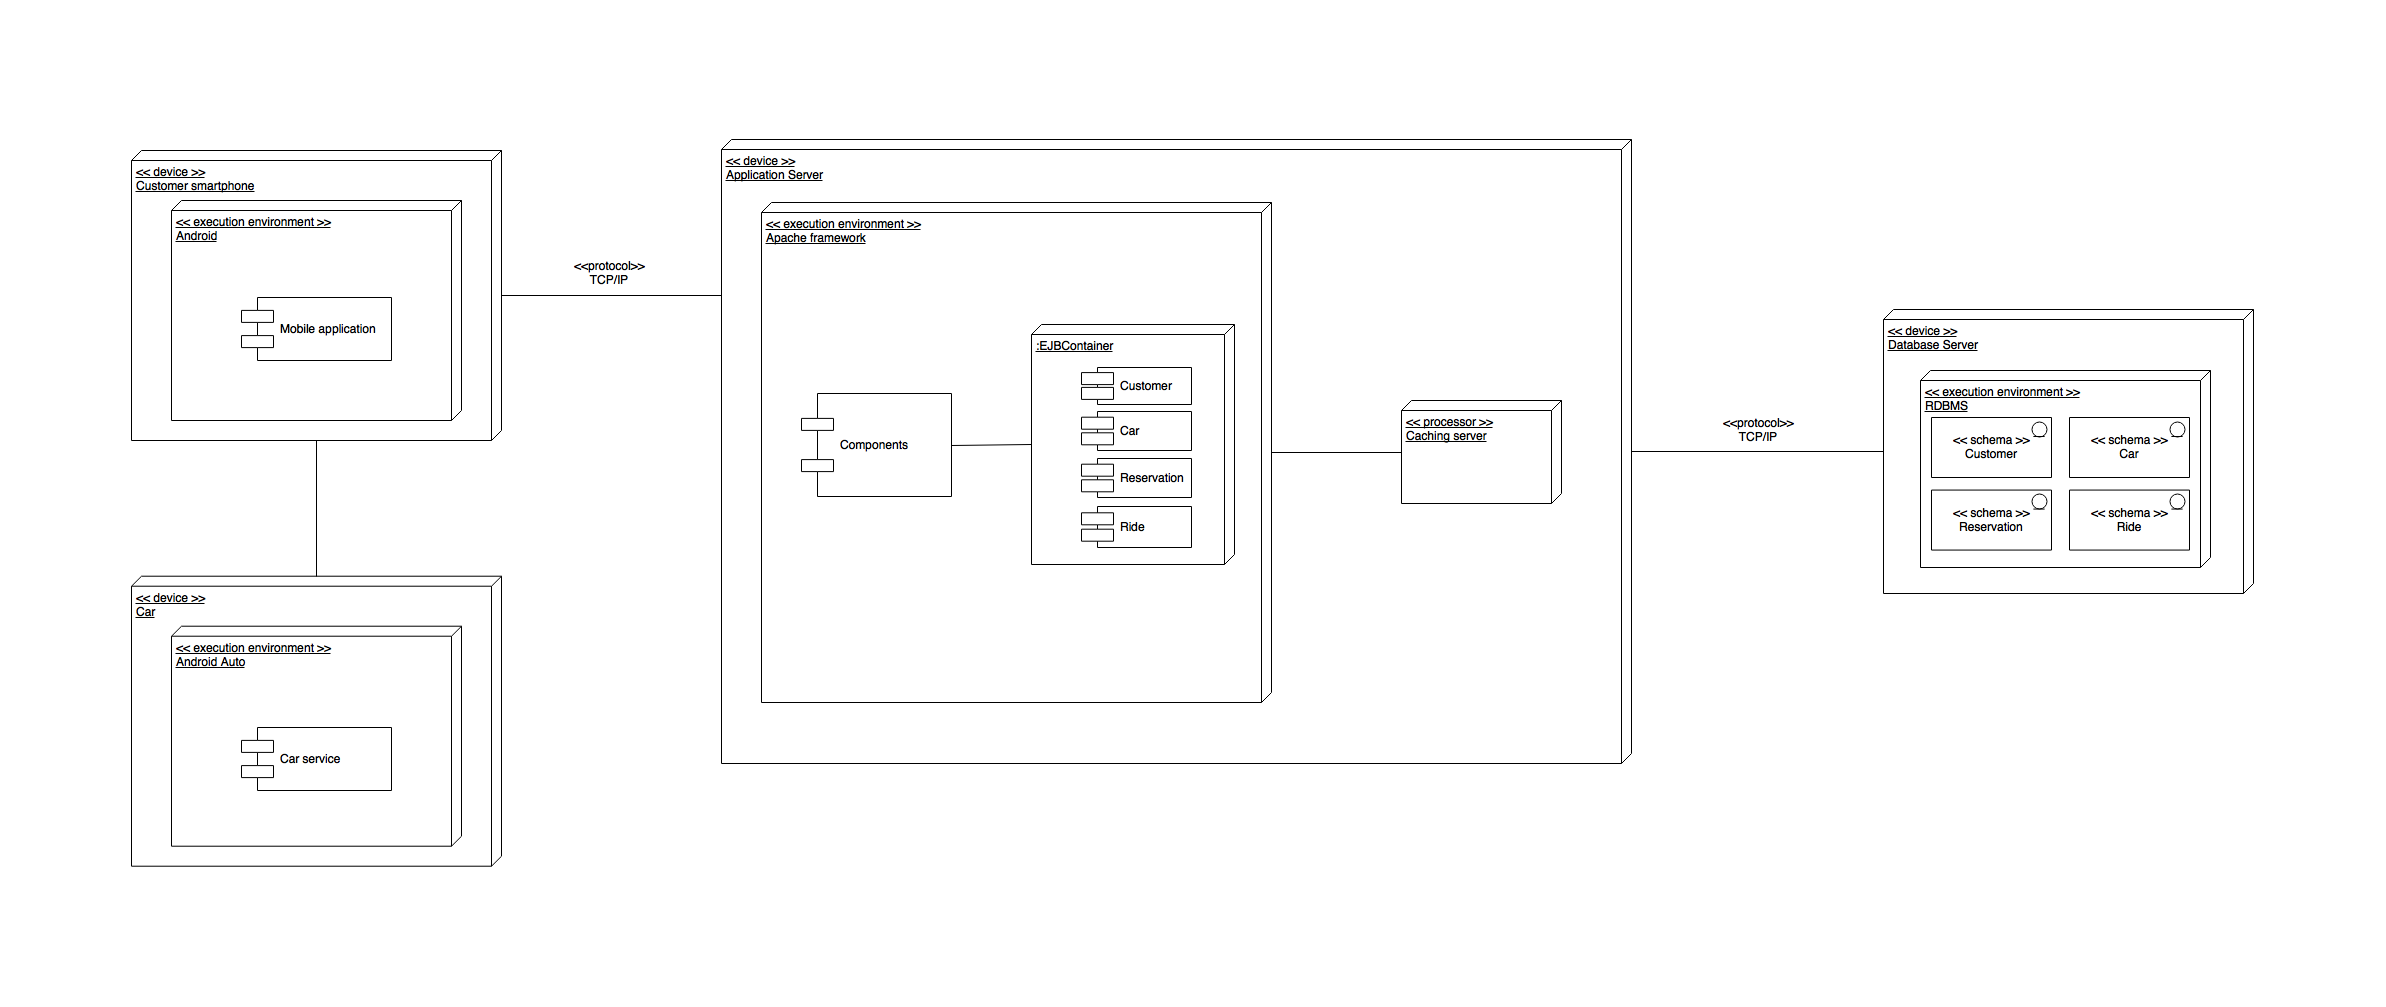 << device >>
Customer smartphone
<< execution environment >>
Android
Mobile application
<<protocol>>
TCP/IP
<< device >>
Car
<< execution environment >>
Android Auto
Car service
<< device >>
Application Server
<< execution environment >>
Apache framework
Components
:EJBContainer
Customer
Car
Reservation
Ride
<< processor >>
Caching server
<<protocol>>
TCP/IP
<< device >>
Database Server
<< execution environment >>
RDBMS
<< schema >>
Customer
<< schema >>
Car
<< schema >>
Reservation
<< schema >>
Ride